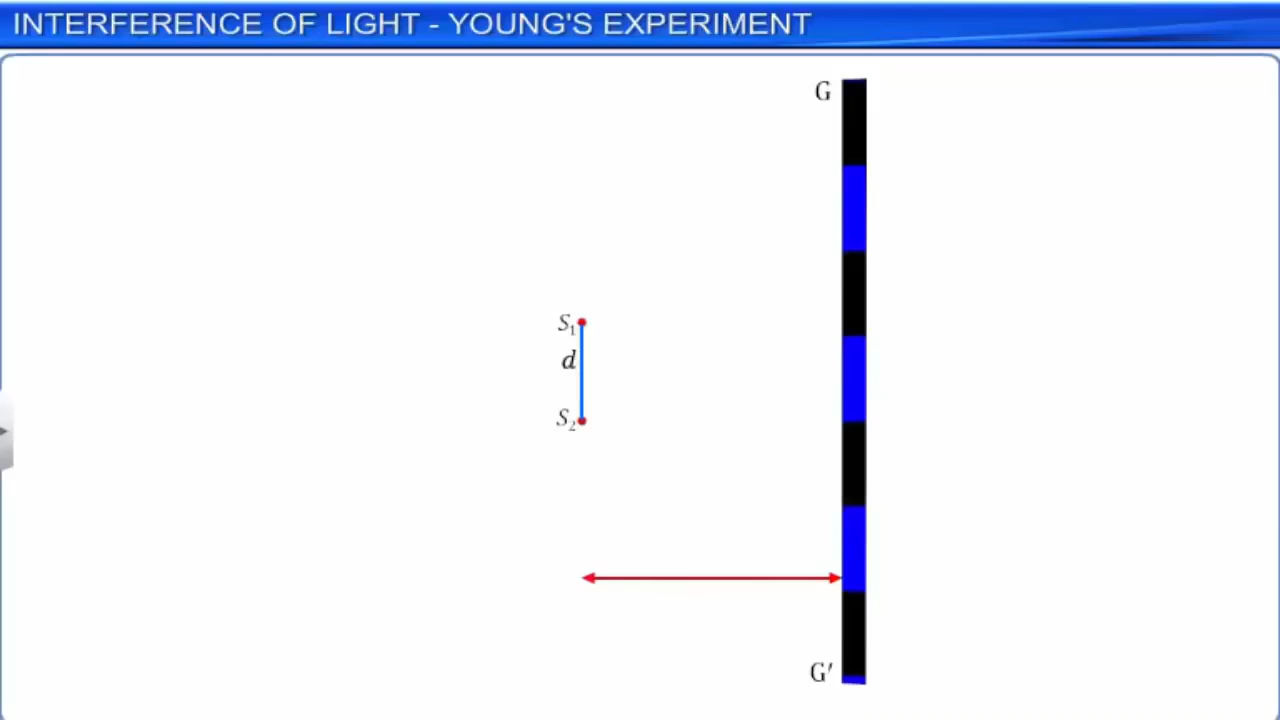 INTERFERENCE OF LIGHT - YOUNG'S EXPERIMENT
G
S₁
d
S₂
G′